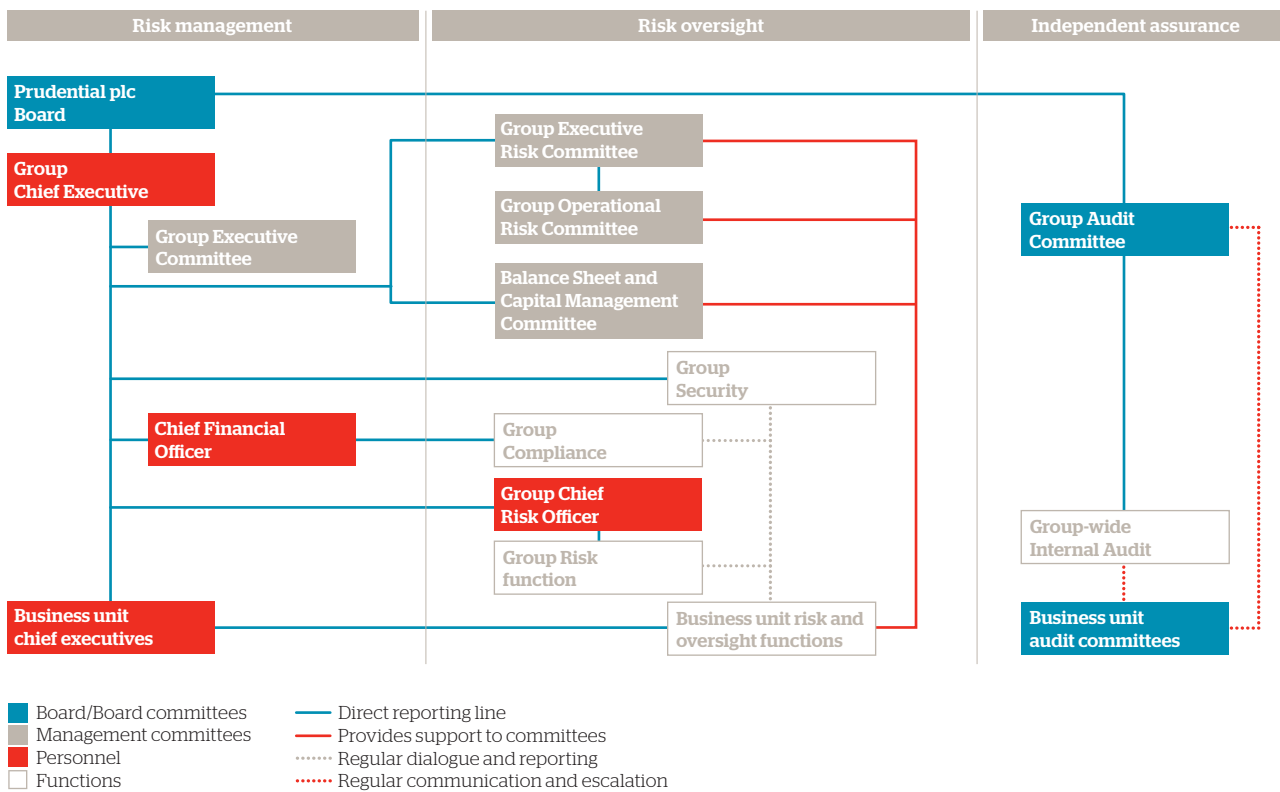 Risk management
Risk oversight
Independent assurance
Prudential plc
Board
Group
Chief Executive
Group Executive
Committee
Group Executive
Risk Committee
Group Operational
Risk Committee
Balance Sheet and
Capital Management
Committee
Group Audit
Committee
Group
Security
Chief Financial
Officer
Group
Compliance
Group Chief
Risk Officer
Group Risk
function
Group-wide
Internal Audit
Business unit
chief executives
Business unit risk and
oversight functions
Business unit
audit committees
Board/Board committees
Management committees
Personnel
Functions
Direct reporting line
Provides support to committees
Regular dialogue and reporting
Regular communication and escalation